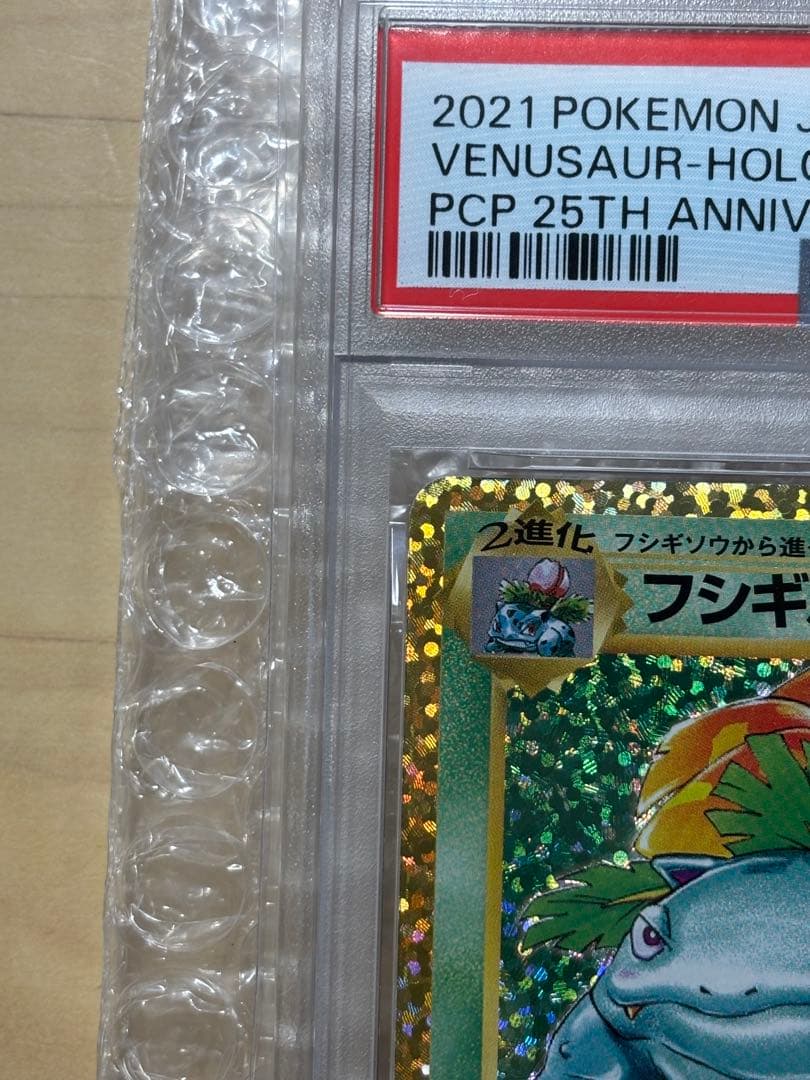 2021 POKEMON J
VENUSAUR-HOLO
PCP 25TH ANNIV
2進化 フシギソウから進
フシギ